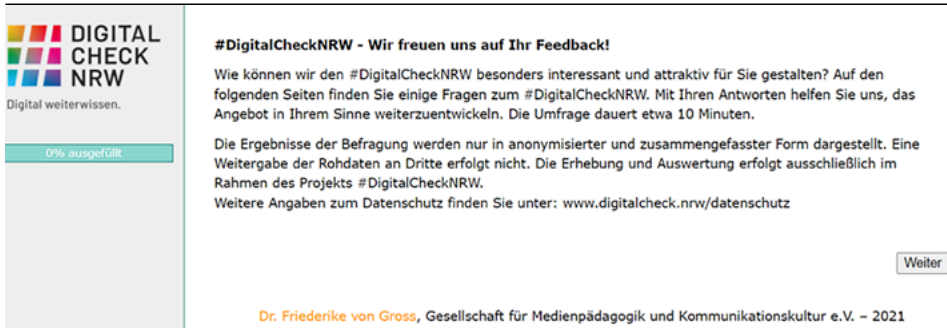 DIGITAL
CHECK
NRW
Digital weiterwissen.
0% ausgefüllt
#DigitalCheckNRW - Wir freuen uns auf Ihr Feedback!
Wie können wir den #DigitalCheckNRW besonders interessant und attraktiv für Sie gestalten? Auf den
folgenden Seiten finden Sie einige Fragen zum #DigitalCheckNRW. Mit Ihren Antworten helfen Sie uns, das
Angebot in Ihrem Sinne weiterzuentwickeln. Die Umfrage dauert etwa 10 Minuten.
Die Ergebnisse der Befragung werden nur in anonymisierter und zusammengefasster Form dargestellt. Eine
Weitergabe der Rohdaten an Dritte erfolgt nicht. Die Erhebung und Auswertung erfolgt ausschließlich im
Rahmen des Projekts #DigitalCheckNRW.
Weitere Angaben zum Datenschutz finden Sie unter: www.digitalcheck.nrw/datenschutz
Weiter
Dr. Friederike von Gross, Gesellschaft für Medienpädagogik und Kommunikationskultur e.V. – 2021